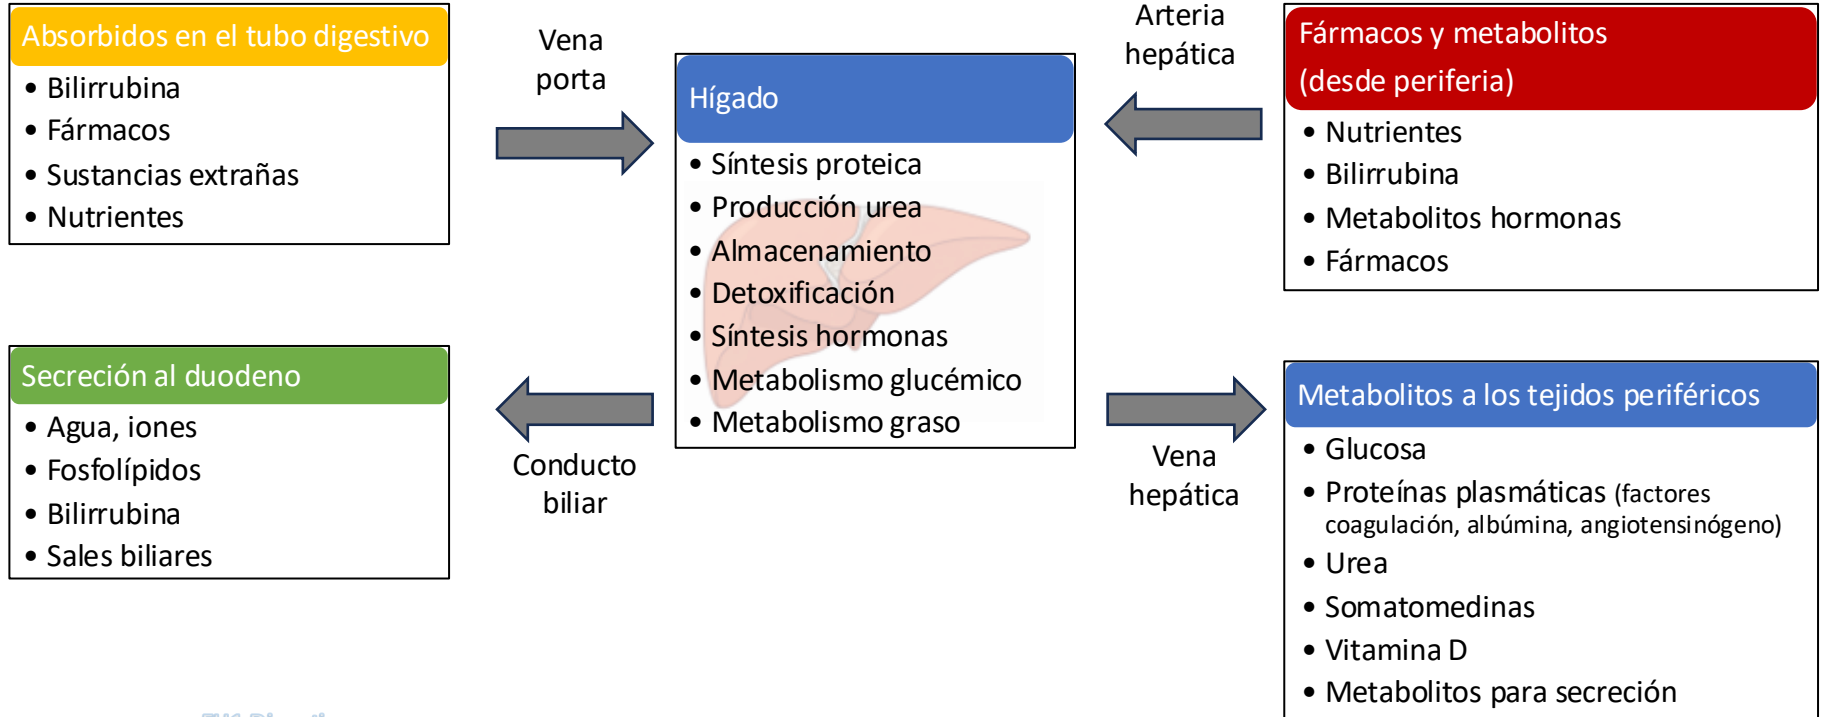 Absorbidos en el tubo digestivo
• Bilirrubina
• Fármacos
• Sustancias extrañas
• Nutrientes
Vena
porta
Hígado
• Síntesis proteica
• Producción urea
• Almacenamiento
• Detoxificación
• Síntesis hormonas
• Metabolismo glucémico
• Metabolismo graso
Arteria
hepática
Fármacos y metabolitos
(desde periferia)
• Nutrientes
• Bilirrubina
• Metabolitos hormonas
• Fármacos
Secreción al duodeno
• Agua, iones
• Fosfolípidos
• Bilirrubina
• Sales biliares
Conducto
biliar
Vena
hepática
Metabolitos a los tejidos periféricos
• Glucosa
• Proteínas plasmáticas (factores
coagulación, albúmina, angiotensinógeno)
• Urea
• Somatomedinas
• Vitamina D
• Metabolitos para secreción